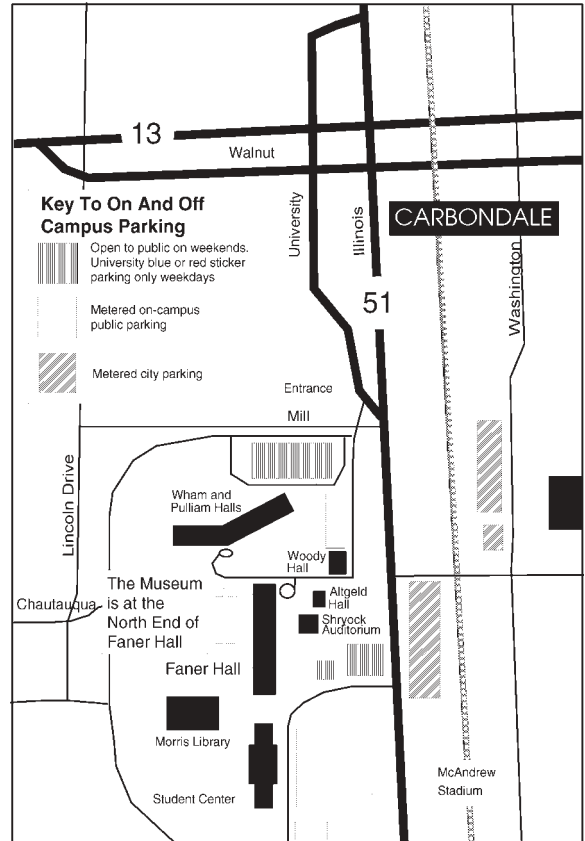 13
Walnut
Key To On And Off
Campus Parking
Open to public on weekends.
University blue or red sticker
parking only weekdays
Metered on-campus
public parking
Metered city parking
University
Illinois
CARBONDALE
Washington
51
Entrance
Mill
Lincoln Drive
Wham and
Pulliam Halls
Woody
Hall
The Museum
is at the
North End of
Faner Hall
Chautauqua
Altgeld
Hall
Shryock
Auditorium
Faner Hall
Morris Library
Student Center
McAndrew
Stadium